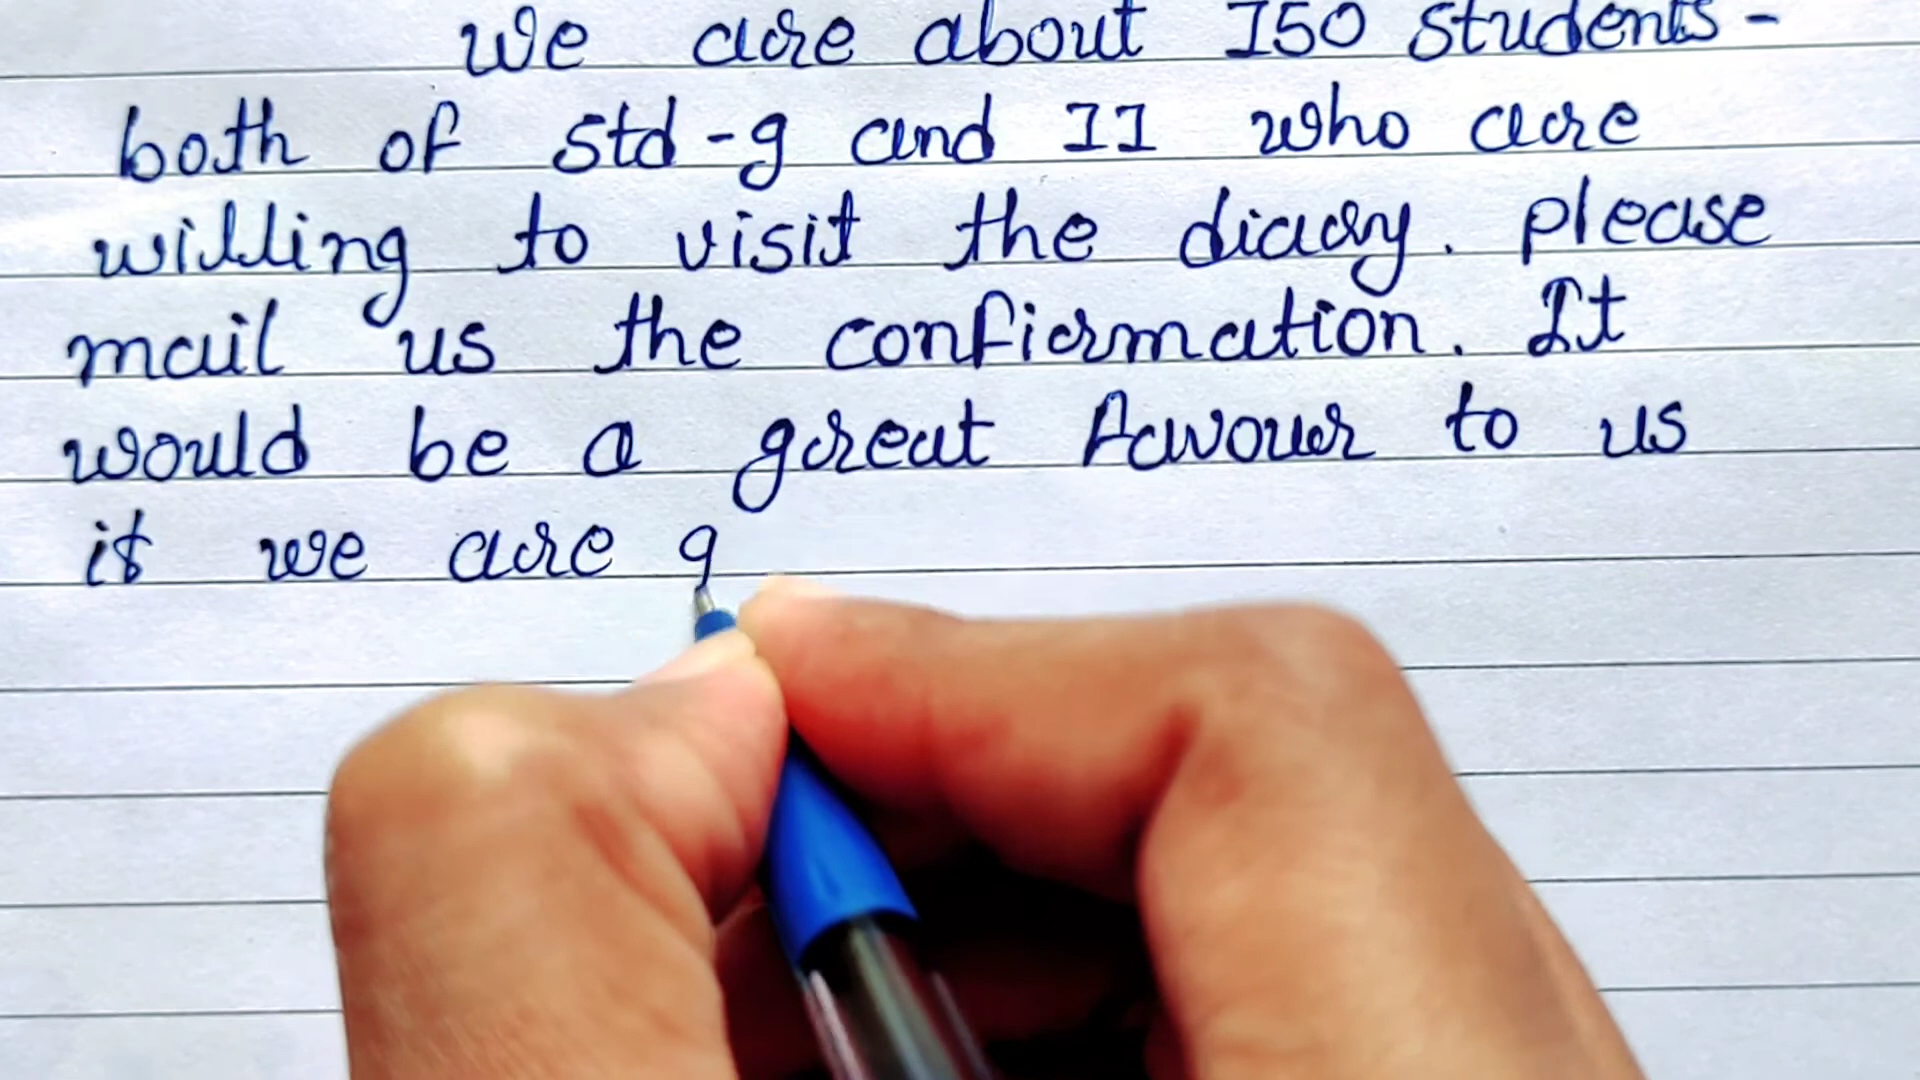 We are about 150 students -
both of std - 9 and 11 who are
willing to visit the diary. please
mail us the confirmation. It
would be a great favour to us
if we are g